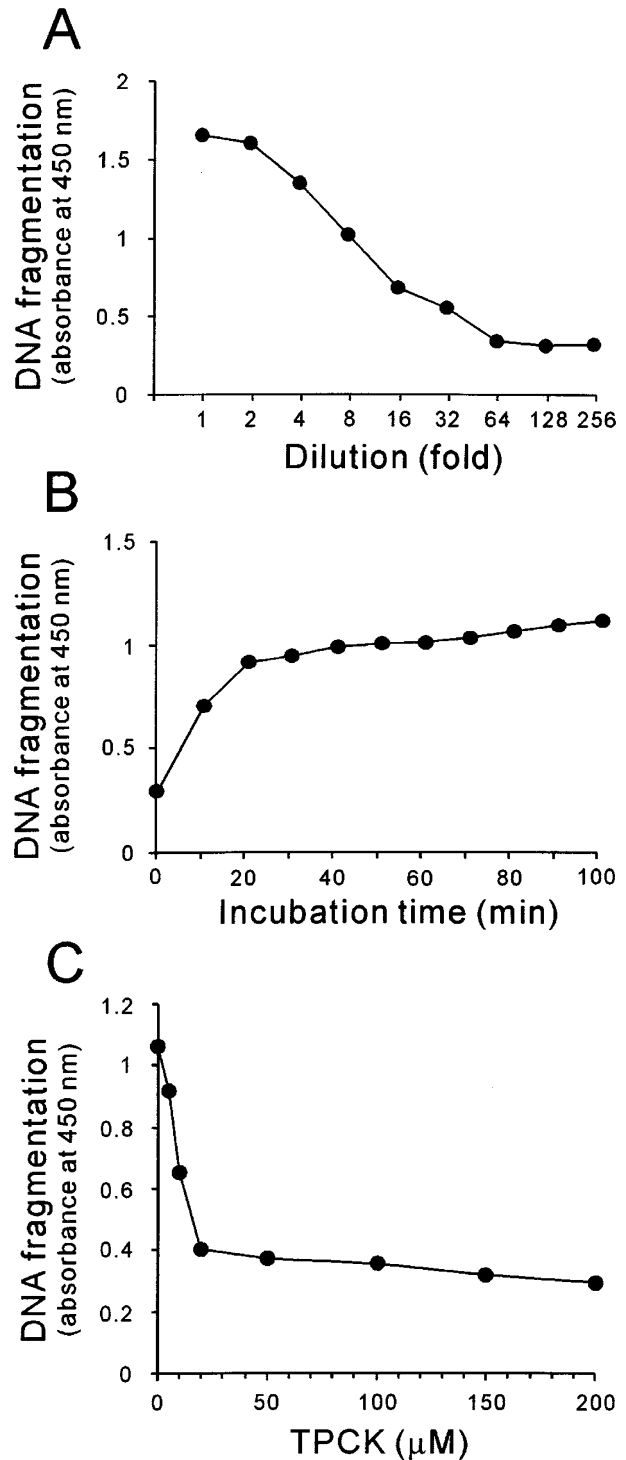 A
DNA fragmentation
(absorbance at 450 nm)
2
1.5
1
0.5
0
1 2 4 8 16 32 64 128 256
Dilution (fold)
B
DNA fragmentation
(absorbance at 450 nm)
1.5
1
0.5
0
0 20 40 60 80 100
Incubation time (min)
C
DNA fragmentation
(absorbance at 450 nm)
1.2
1
0.8
0.6
0.4
0.2
0
0 50 100 150 200
TPCK (μM)